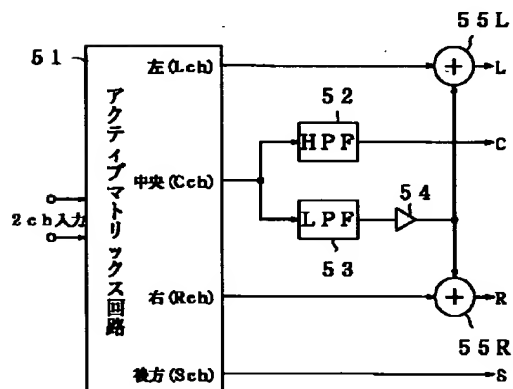 55L
51
左(Lch)
L
52
HPF
C
アクティブマトリックス回路
中央(Cch)
54
2ch入力
LPF
53
右(Rch)
R
55R
後方(Sch)
S